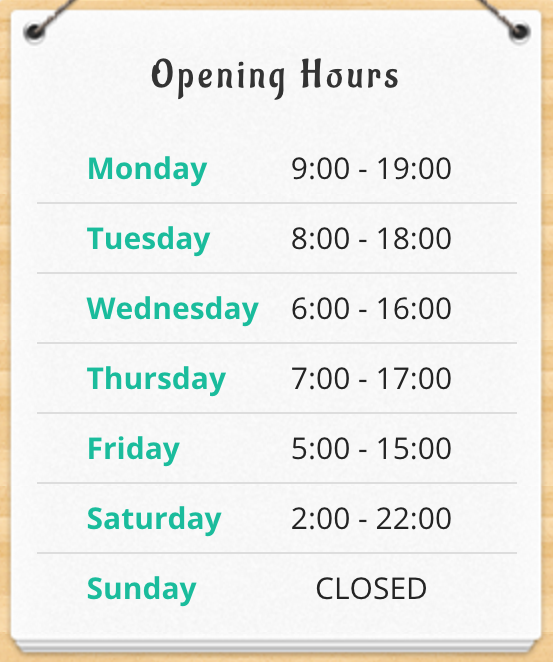 Opening Hours
Monday 9:00 - 19:00
Tuesday 8:00 - 18:00
Wednesday 6:00 - 16:00
Thursday 7:00 - 17:00
Friday 5:00 - 15:00
Saturday 2:00 - 22:00
Sunday CLOSED